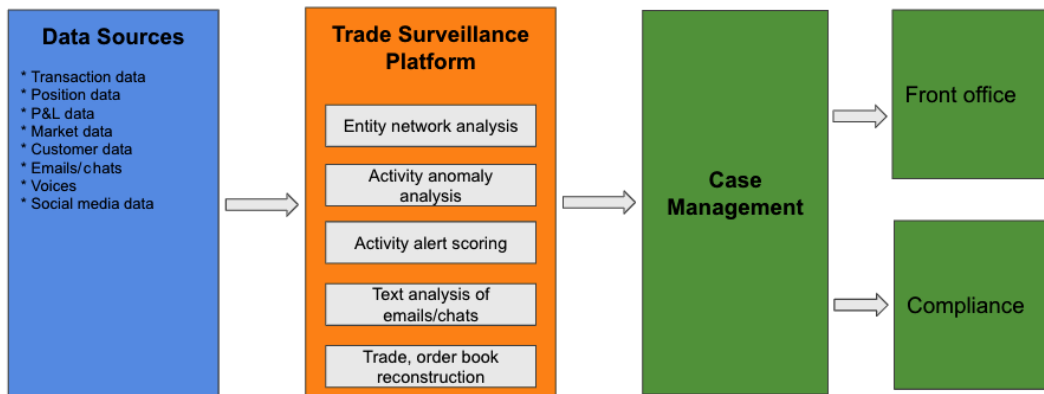 Data Sources
* Transaction data
* Position data
* P&L data
* Market data
* Customer data
* Emails/chats
* Voices
* Social media data
Trade Surveillance
Platform
Entity network analysis
Activity anomaly
analysis
Activity alert scoring
Text analysis of
emails/chats
Trade, order book
reconstruction
Case
Management
Front office
Compliance